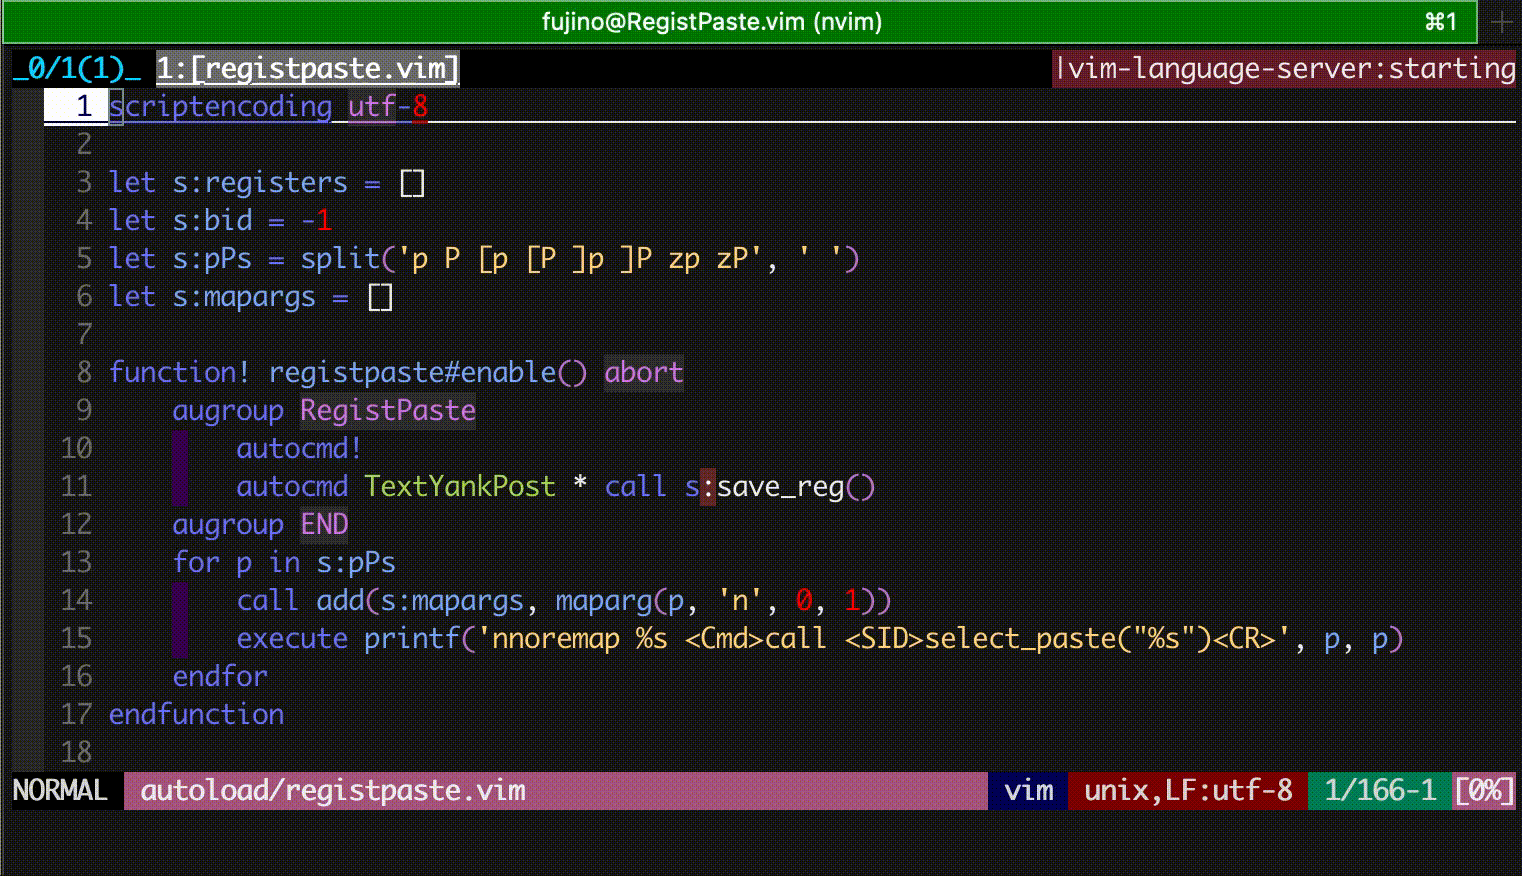 fujino@RegistPaste.vim (nvim) ⌘1 +
_0/1(1)_ 1:[registpaste.vim] |vim-language-server:starting
1 scriptencoding utf-8
2
3 let s:registers = []
4 let s:bid = -1
5 let s:pPs = split('p P [p [P ]p ]P zp zP', ' ')
6 let s:mapargs = []
7
8 function! registpaste#enable() abort
9     augroup RegistPaste
10         autocmd!
11         autocmd TextYankPost * call s:save_reg()
12     augroup END
13     for p in s:pPs
14         call add(s:mapargs, maparg(p, 'n', 0, 1))
15         execute printf('nnoremap %s <Cmd>call <SID>select_paste("%s")<CR>', p, p)
16     endfor
17 endfunction
18
NORMAL autoload/registpaste.vim vim unix,LF:utf-8 1/166-1 [0%]